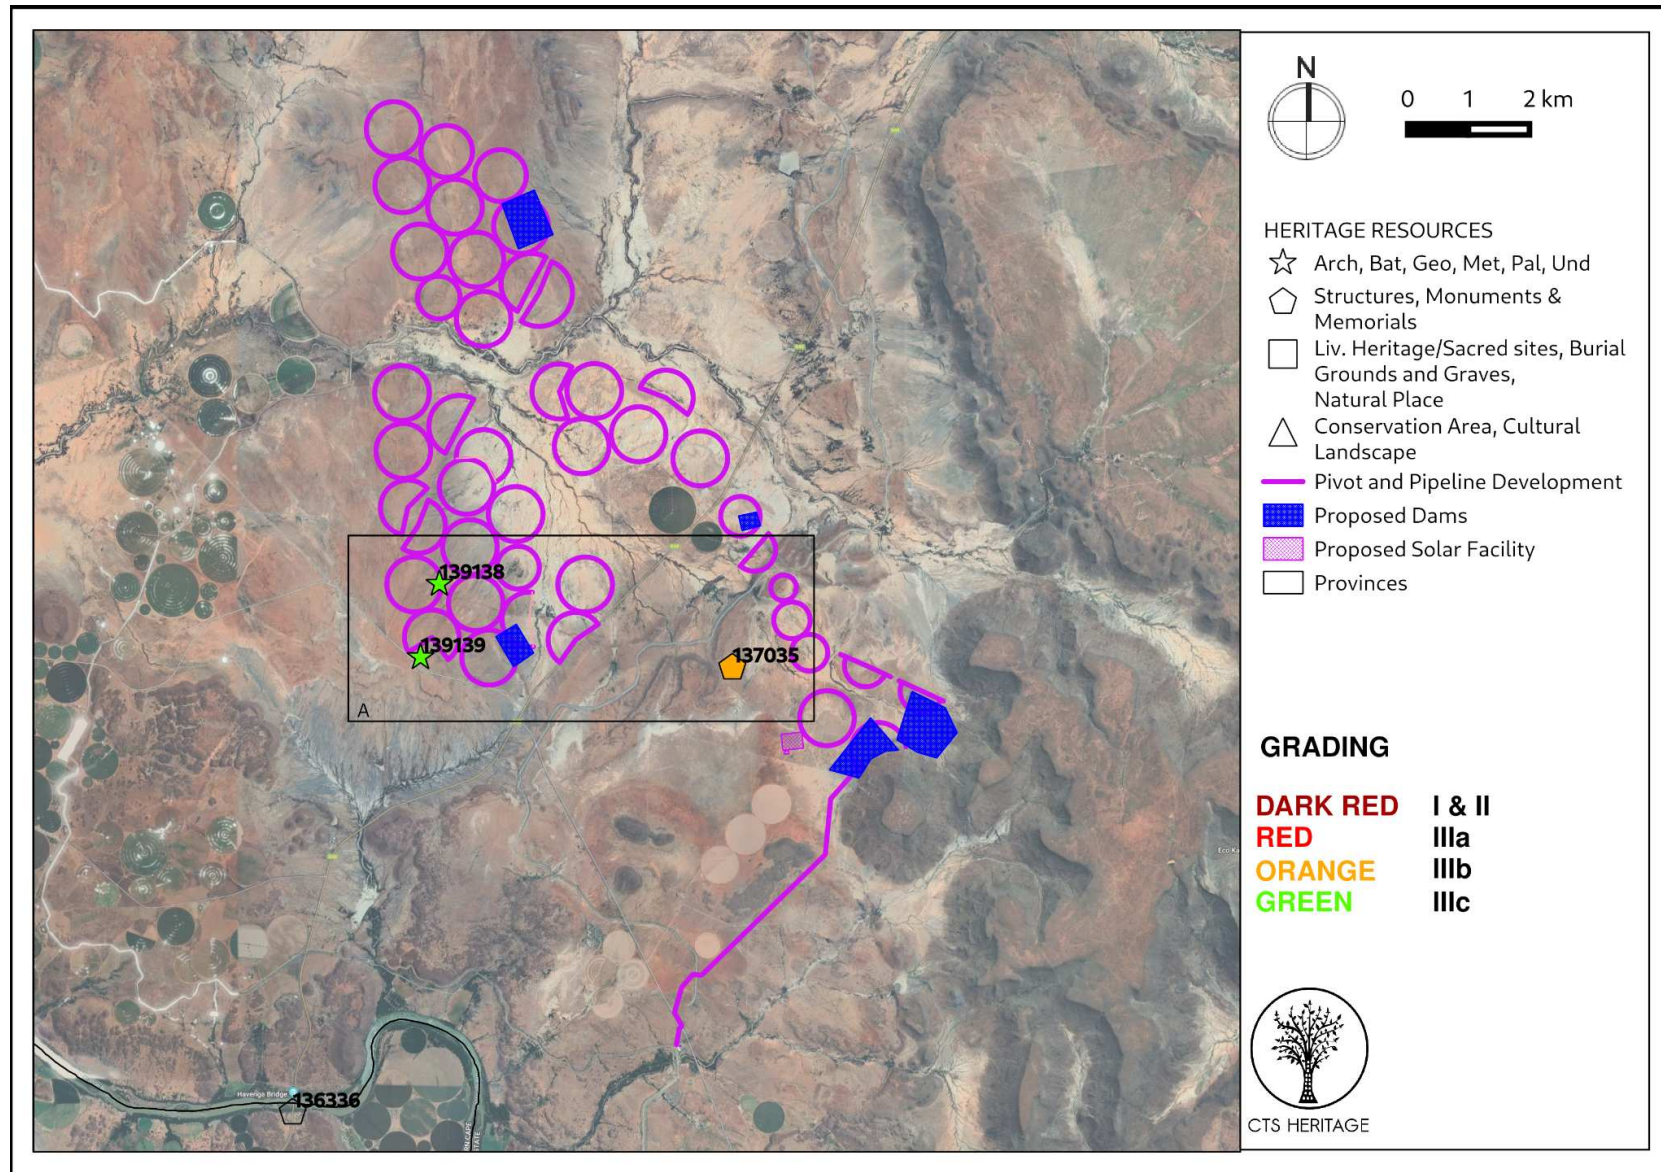 N
0 1 2 km
HERITAGE RESOURCES
Arch, Bat, Geo, Met, Pal, Und
Structures, Monuments &
Memorials
Liv. Heritage/Sacred sites, Burial
Grounds and Graves,
Natural Place
Conservation Area, Cultural
Landscape
Pivot and Pipeline Development
Proposed Dams
Proposed Solar Facility
Provinces
GRADING
DARK RED I & II
RED IIIa
ORANGE IIIb
GREEN IIIc
CTS HERITAGE
139138
139139
137035
A
Havenga Bridge
136336